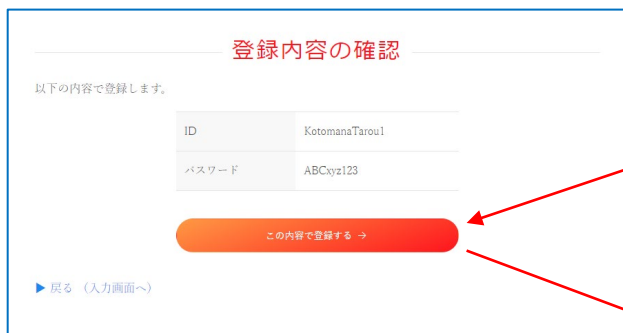 登録内容の確認
以下の内容で登録します。
ID KotomanaTarou1
パスワード ABCxyz123
この内容で登録する →
▶ 戻る （入力画面へ）